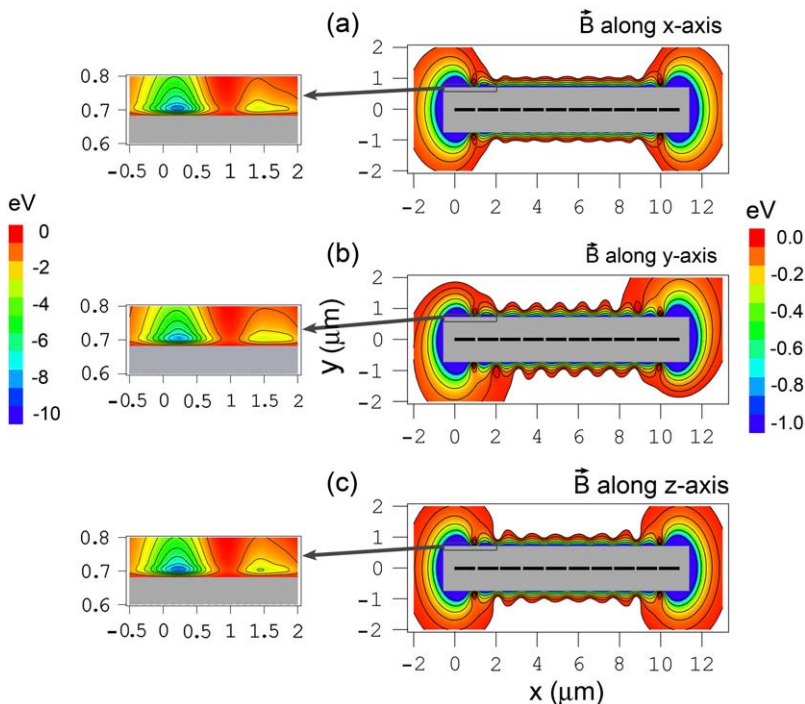 (a)
B⃗ along x-axis
0.8
0.7
0.6
−0.5 0 0.5 1 1.5 2
2
1
0
−1
−2
−2 0 2 4 6 8 10 12
eV
0
−2
−4
−6
−8
−10
(b)
B⃗ along y-axis
0.8
0.7
0.6
−0.5 0 0.5 1 1.5 2
y (μm)
2
1
0
−1
−2
−2 0 2 4 6 8 10 12
eV
0.0
-0.2
-0.4
-0.6
-0.8
-1.0
(c)
B⃗ along z-axis
0.8
0.7
0.6
−0.5 0 0.5 1 1.5 2
2
1
0
−1
−2
−2 0 2 4 6 8 10 12
x (μm)